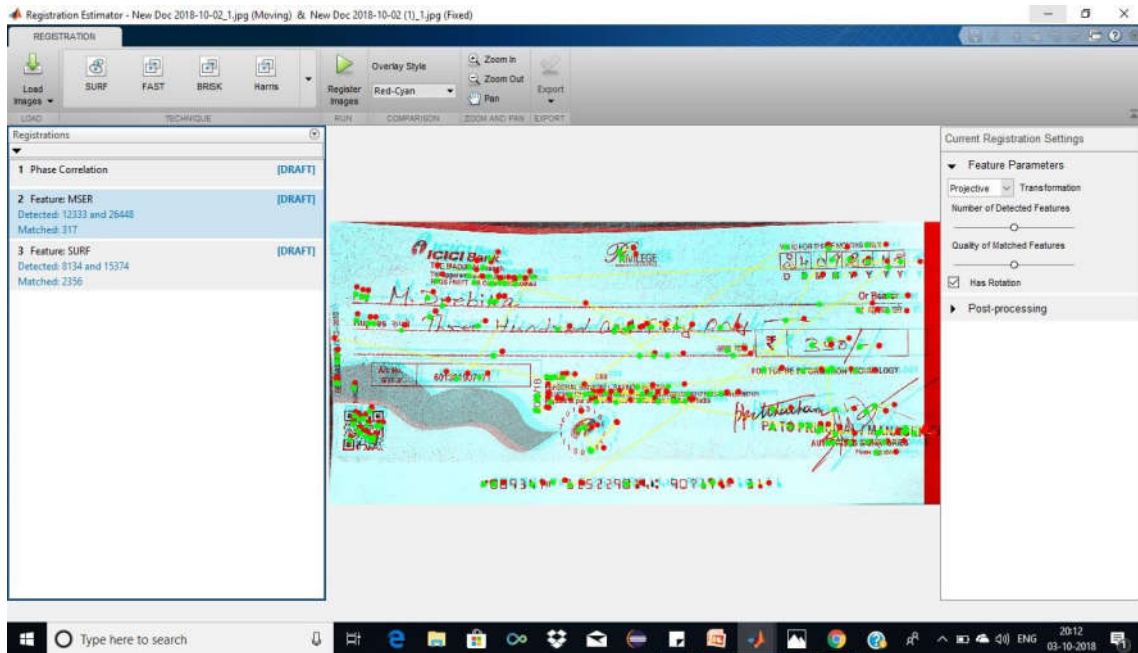 Registration Estimator - New Doc 2018-10-02_1.jpg (Moving) & New Doc 2018-10-02 (1)_1.jpg (Fixed)
REGISTRATION
Load Images
SURF
FAST
BRISK
Harris
Register Images
Overlay Style
Red-Cyan
Zoom In
Zoom Out
Pan
Export
LOAD
TECHNIQUE
RUN
COMPARISON
ZOOM AND PAN
EXPORT
Registrations
1 Phase Correlation [DRAFT]
2 Feature: MSER [DRAFT]
Detected: 12333 and 26448
Matched: 317
3 Feature: SURF [DRAFT]
Detected: 8134 and 15374
Matched: 2356
ICICI Bank
PRIVILEGE
D D M M Y Y Y Y
Pay M.
Or Bearer
Rupees Three Hundred Only
₹ 300/-
A/c No.
CBS
PATO PRINCIPAL / MANAGER
Current Registration Settings
Feature Parameters
Projective Transformation
Number of Detected Features
Quality of Matched Features
Has Rotation
Post-processing
Type here to search
ENG
20:12
03-10-2018